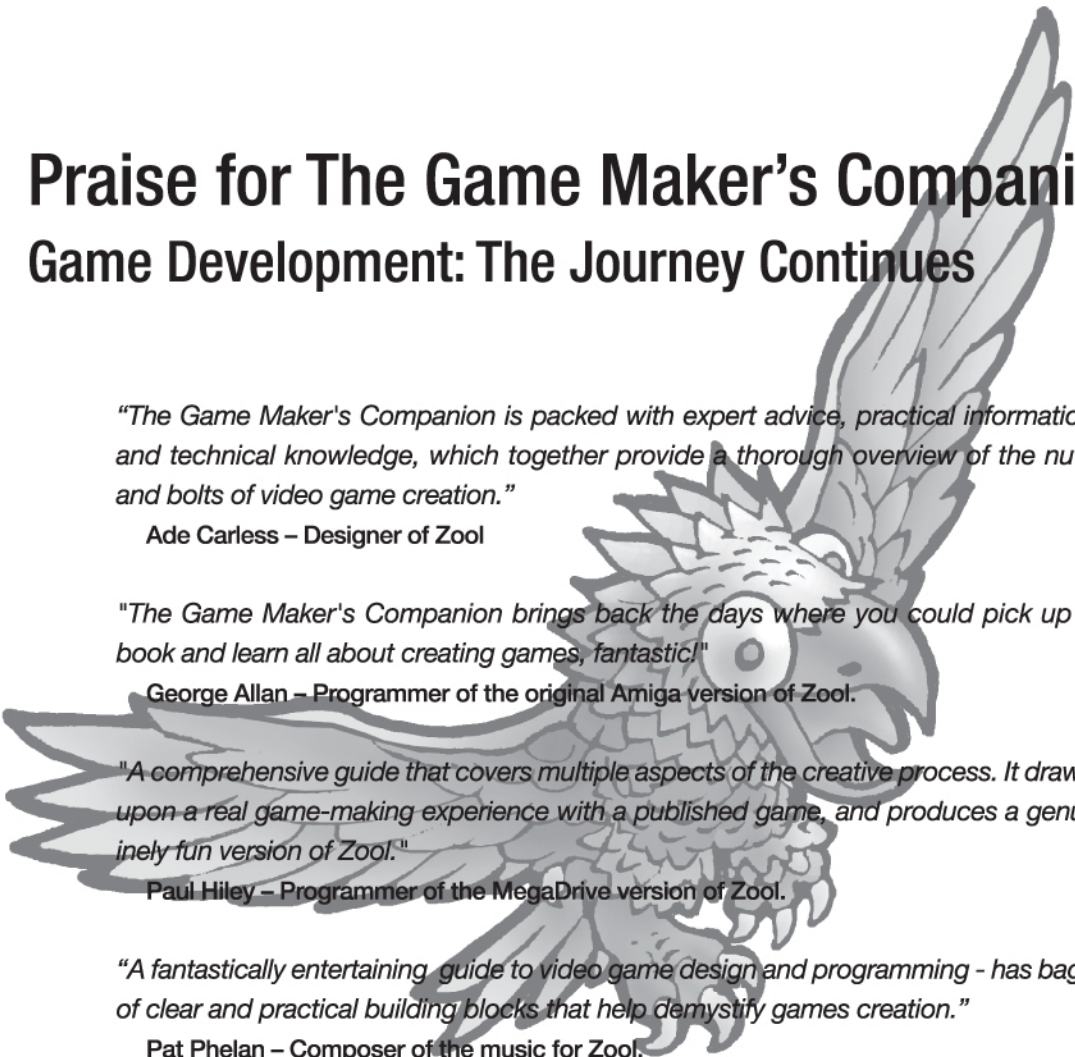 Praise for The Game Maker’s Compani
Game Development: The Journey Continues
“The Game Maker's Companion is packed with expert advice, practical informatio
and technical knowledge, which together provide a thorough overview of the nu
and bolts of video game creation.”
Ade Carless – Designer of Zool
"The Game Maker's Companion brings back the days where you could pick up
book and learn all about creating games, fantastic!"
George Allan – Programmer of the original Amiga version of Zool.
"A comprehensive guide that covers multiple aspects of the creative process. It draw
upon a real game-making experience with a published game, and produces a genu
inely fun version of Zool."
Paul Hiley – Programmer of the MegaDrive version of Zool.
“A fantastically entertaining guide to video game design and programming - has bag
of clear and practical building blocks that help demystify games creation.”
Pat Phelan – Composer of the music for Zool.